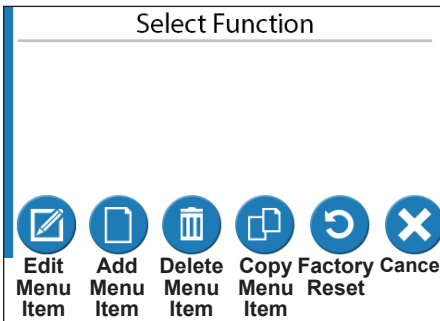 Select Function
Edit Add Delete Copy Factory Cance
Menu Menu Menu Menu Reset
Item Item Item Item